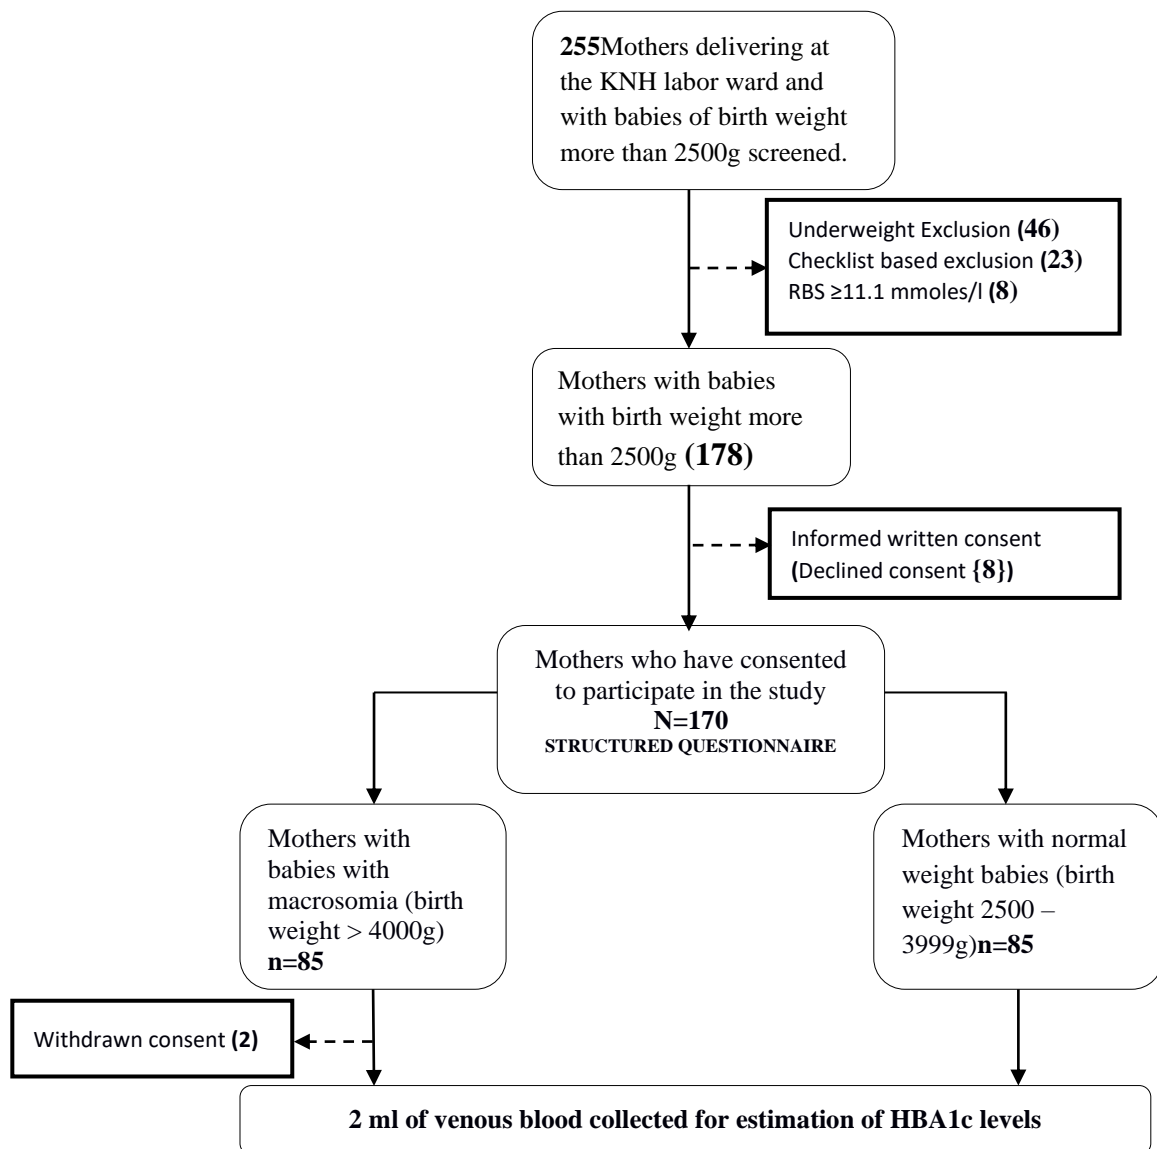 255Mothers delivering at
the KNH labor ward and
with babies of birth weight
more than 2500g screened.
Underweight Exclusion (46)
Checklist based exclusion (23)
RBS ≥11.1 mmoles/l (8)
Mothers with babies
with birth weight more
than 2500g (178)
Informed written consent
(Declined consent {8})
Mothers who have consented
to participate in the study
N=170
STRUCTURED QUESTIONNAIRE
Mothers with
babies with
macrosomia (birth
weight > 4000g)
n=85
Mothers with normal
weight babies (birth
weight 2500 –
3999g)n=85
Withdrawn consent (2)
2 ml of venous blood collected for estimation of HBA1c levels